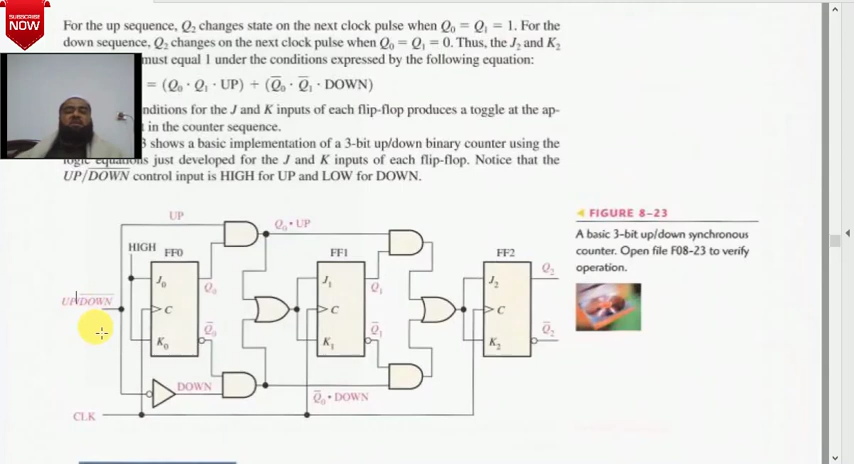 SUBSCRIBE
NOW
For the up sequence, Q₂ changes state on the next clock pulse when Q₀ = Q₁ = 1. For the
down sequence, Q₂ changes on the next clock pulse when Q₀ = Q₁ = 0. Thus, the J₂ and K₂
must equal 1 under the conditions expressed by the following equation:
= (Q₀ · Q₁ · UP) + (Q̅₀ · Q̅₁ · DOWN)
nditions for the J and K inputs of each flip-flop produces a toggle at the ap-
in the counter sequence.
3 shows a basic implementation of a 3-bit up/down binary counter using the
logic equations just developed for the J and K inputs of each flip-flop. Notice that the
UP/D̅O̅W̅N̅ control input is HIGH for UP and LOW for DOWN.
UP
Q₀ · UP
FIGURE 8–23
A basic 3-bit up/down synchronous
counter. Open file F08-23 to verify
operation.
HIGH
FF0
FF1
FF2
J₀
Q₀
J₁
Q₁
J₂
Q₂
UP/D̅O̅W̅N̅
C
C
C
Q̅₀
Q̅₁
Q̅₂
K₀
K₁
K₂
DOWN
Q̅₀ · DOWN
CLK